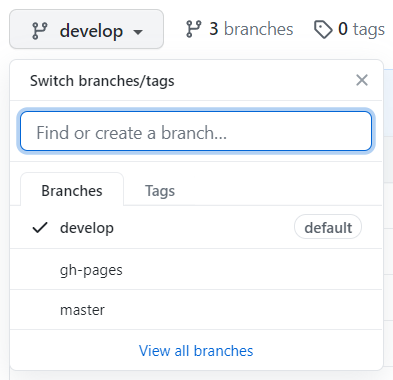 develop 3 branches 0 tags
Switch branches/tags
Find or create a branch...
Branches Tags
develop default
gh-pages
master
View all branches